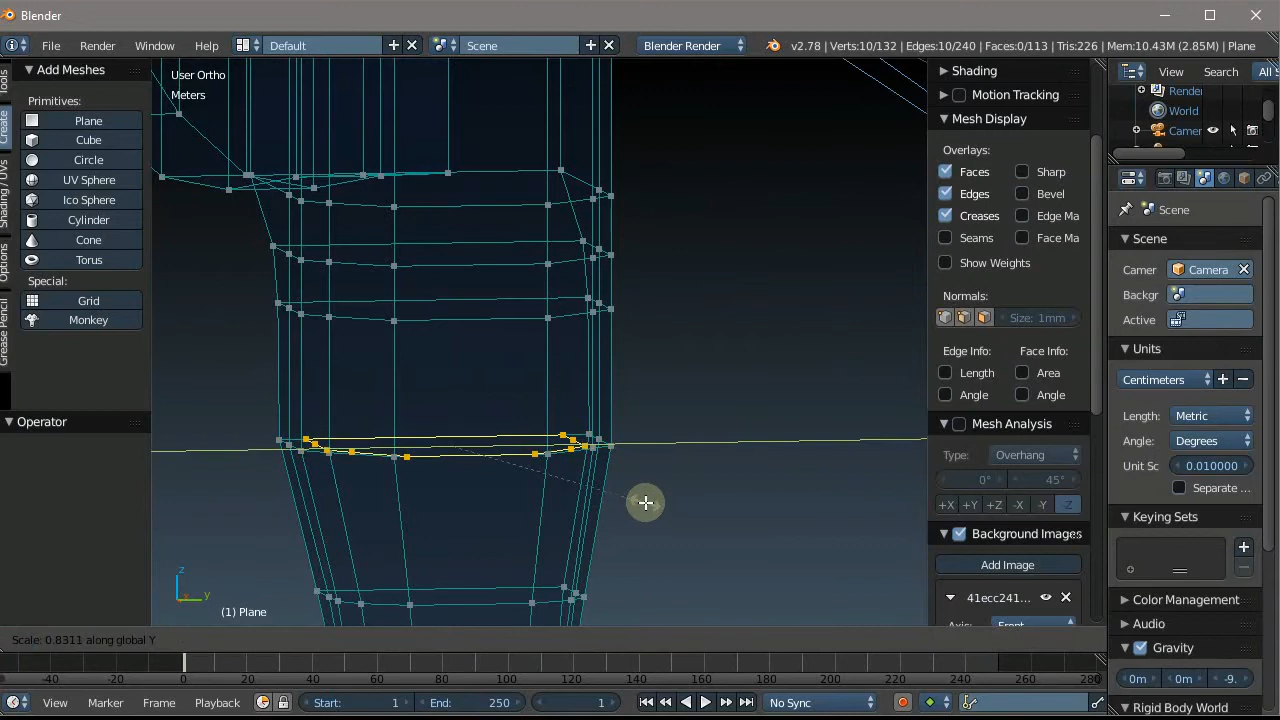 Blender
File Render Window Help Default Scene Blender Render v2.78 | Verts:10/132 | Edges:10/240 | Faces:0/113 | Tris:226 | Mem:10.43M (2.85M) | Plane
Tools
Create
Shading / UVs
Options
Grease Pencil
Add Meshes
Primitives:
Plane
Cube
Circle
UV Sphere
Ico Sphere
Cylinder
Cone
Torus
Special:
Grid
Monkey
Operator
User Ortho
Meters
z
x y
(1) Plane
Scale: 0.8311 along global Y
Shading
Motion Tracking
Mesh Display
Overlays:
Faces Sharp
Edges Bevel
Creases Edge Ma
Seams Face Ma
Show Weights
Normals:
Size: 1mm
Edge Info: Face Info:
Length Area
Angle Angle
Mesh Analysis
Type: Overhang
0° 45°
+X +Y +Z -X -Y -Z
Background Images
Add Image
41ecc241...
Axis: Front
View Search All S
Render
World
Camer
Scene
Scene
Camer Camera
Backgr
Active
Units
Centimeters
Length: Metric
Angle: Degrees
Unit Sc 0.010000
Separate ...
Keying Sets
Color Management
Audio
Gravity
0m 0m -9.
Rigid Body World
-40 -20 0 20 40 60 80 100 120 140 160 180 200 220 240 260 280
View Marker Frame Playback Start: 1 End: 250 1 No Sync